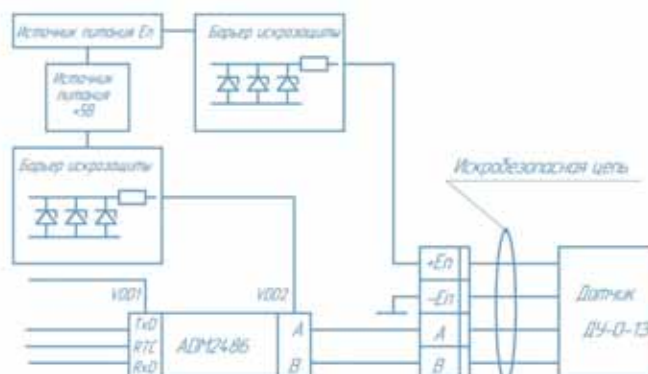 Источник питания Еп
Барьер искрозащиты
Источник
питания
+5В
Барьер искрозащиты
Искробезопасная цепь
VDD1
VDD2
+Еп
-Еп
A
B
TxD
RTC
RxD
ADM2486
A
B
Датчик
ДУ-0-13